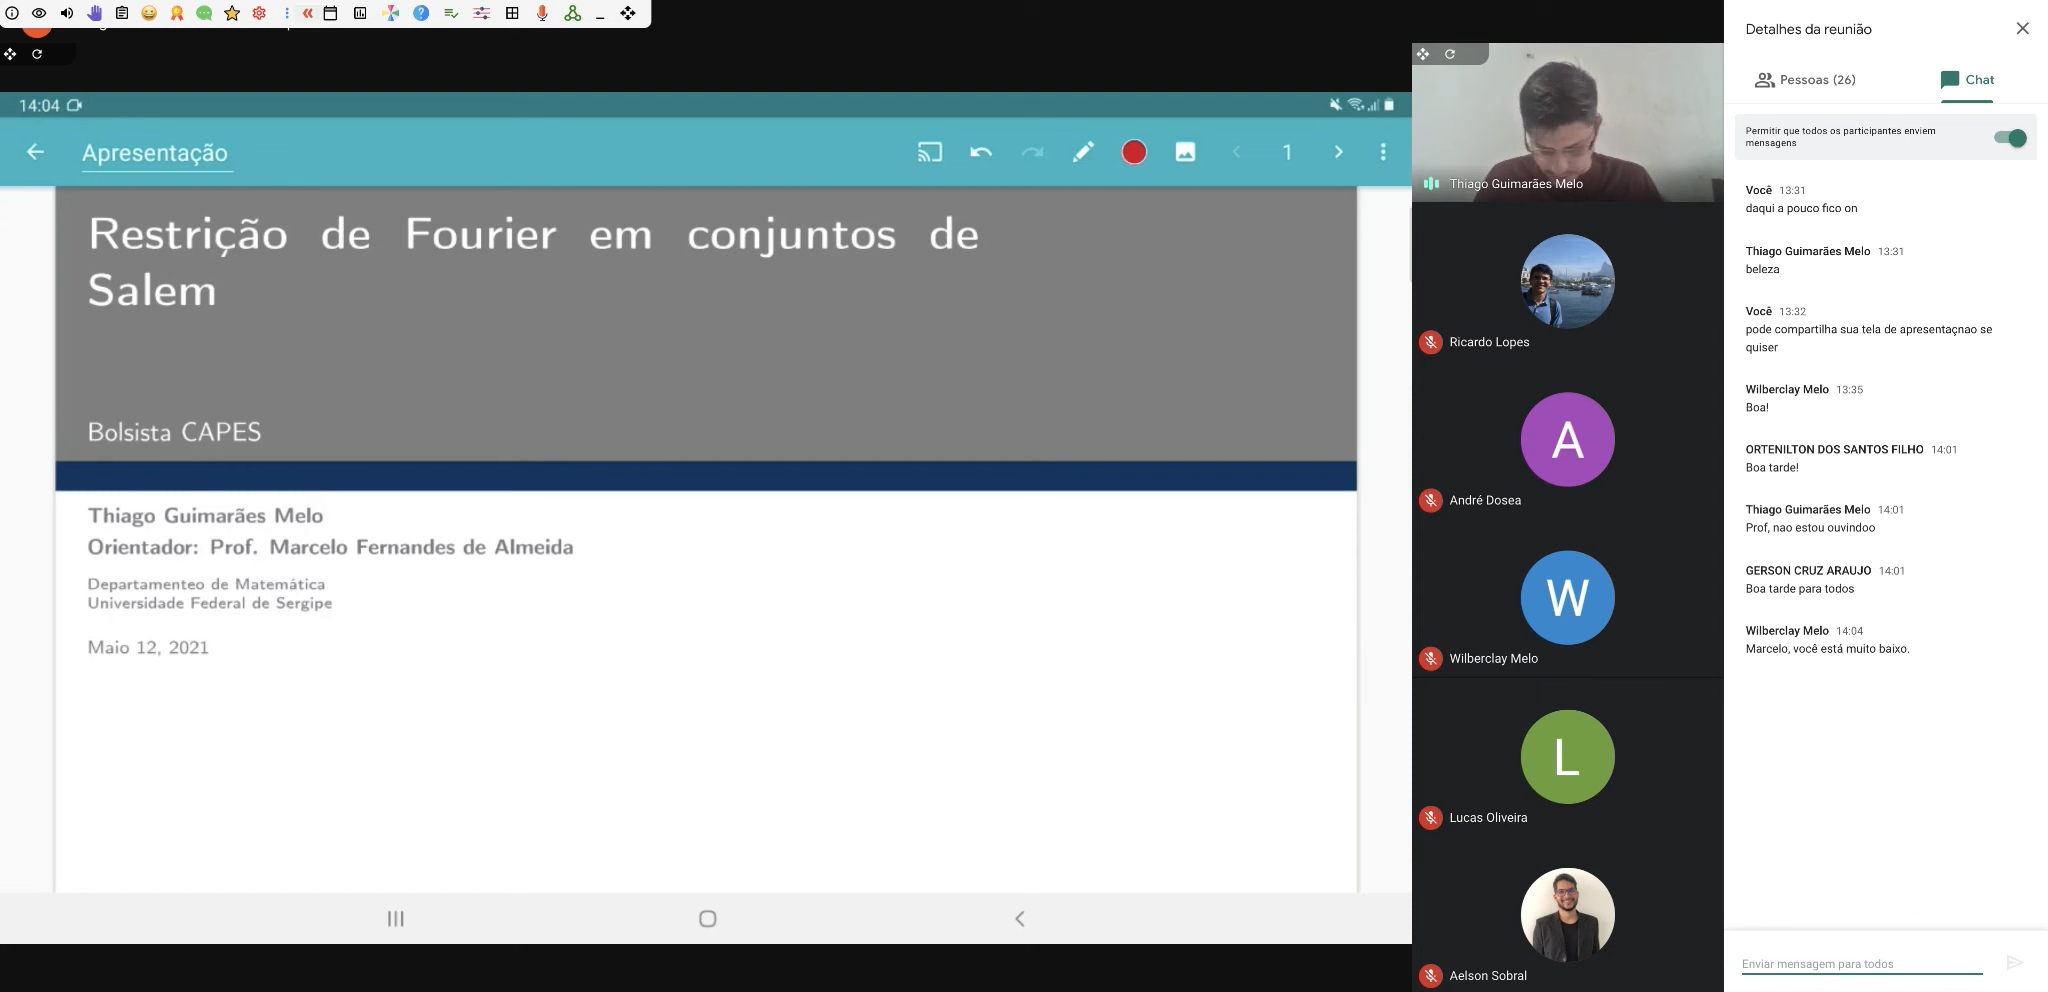 14:04
Apresentação
1
Restrição de Fourier em conjuntos de
Salem
Bolsista CAPES
Thiago Guimarães Melo
Orientador: Prof. Marcelo Fernandes de Almeida
Departamenteo de Matemática
Universidade Federal de Sergipe
Maio 12, 2021
Thiago Guimarães Melo
Ricardo Lopes
A
André Dosea
W
Wilberclay Melo
L
Lucas Oliveira
Aelson Sobral
Detalhes da reunião
Pessoas (26)
Chat
Permitir que todos os participantes enviem
mensagens
Você 13:31
daqui a pouco fico on
Thiago Guimarães Melo 13:31
beleza
Você 13:32
pode compartilha sua tela de apresentaçnao se
quiser
Wilberclay Melo 13:35
Boa!
ORTENILTON DOS SANTOS FILHO 14:01
Boa tarde!
Thiago Guimarães Melo 14:01
Prof, nao estou ouvindoo
GERSON CRUZ ARAUJO 14:01
Boa tarde para todos
Wilberclay Melo 14:04
Marcelo, você está muito baixo.
Enviar mensagem para todos